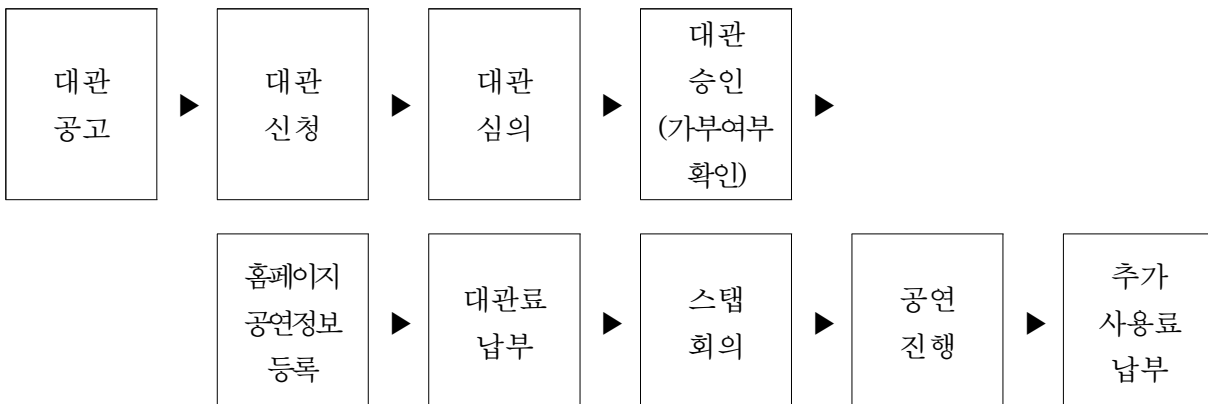 대관
공고
▶
대관
신청
▶
대관
심의
▶
대관
승인
(가부여부
확인)
▶
홈페이지
공연정보
등록
▶
대관료
납부
▶
스탭
회의
▶
공연
진행
▶
추가
사용료
납부